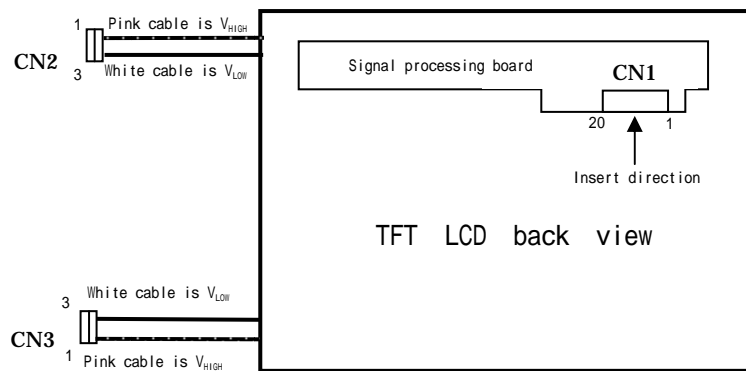 1 Pink cable is VHIGH
CN2
3 White cable is VLOW
Signal processing board
CN1
20 1
Insert direction
TFT LCD back view
3 White cable is VLOW
CN3
1 Pink cable is VHIGH